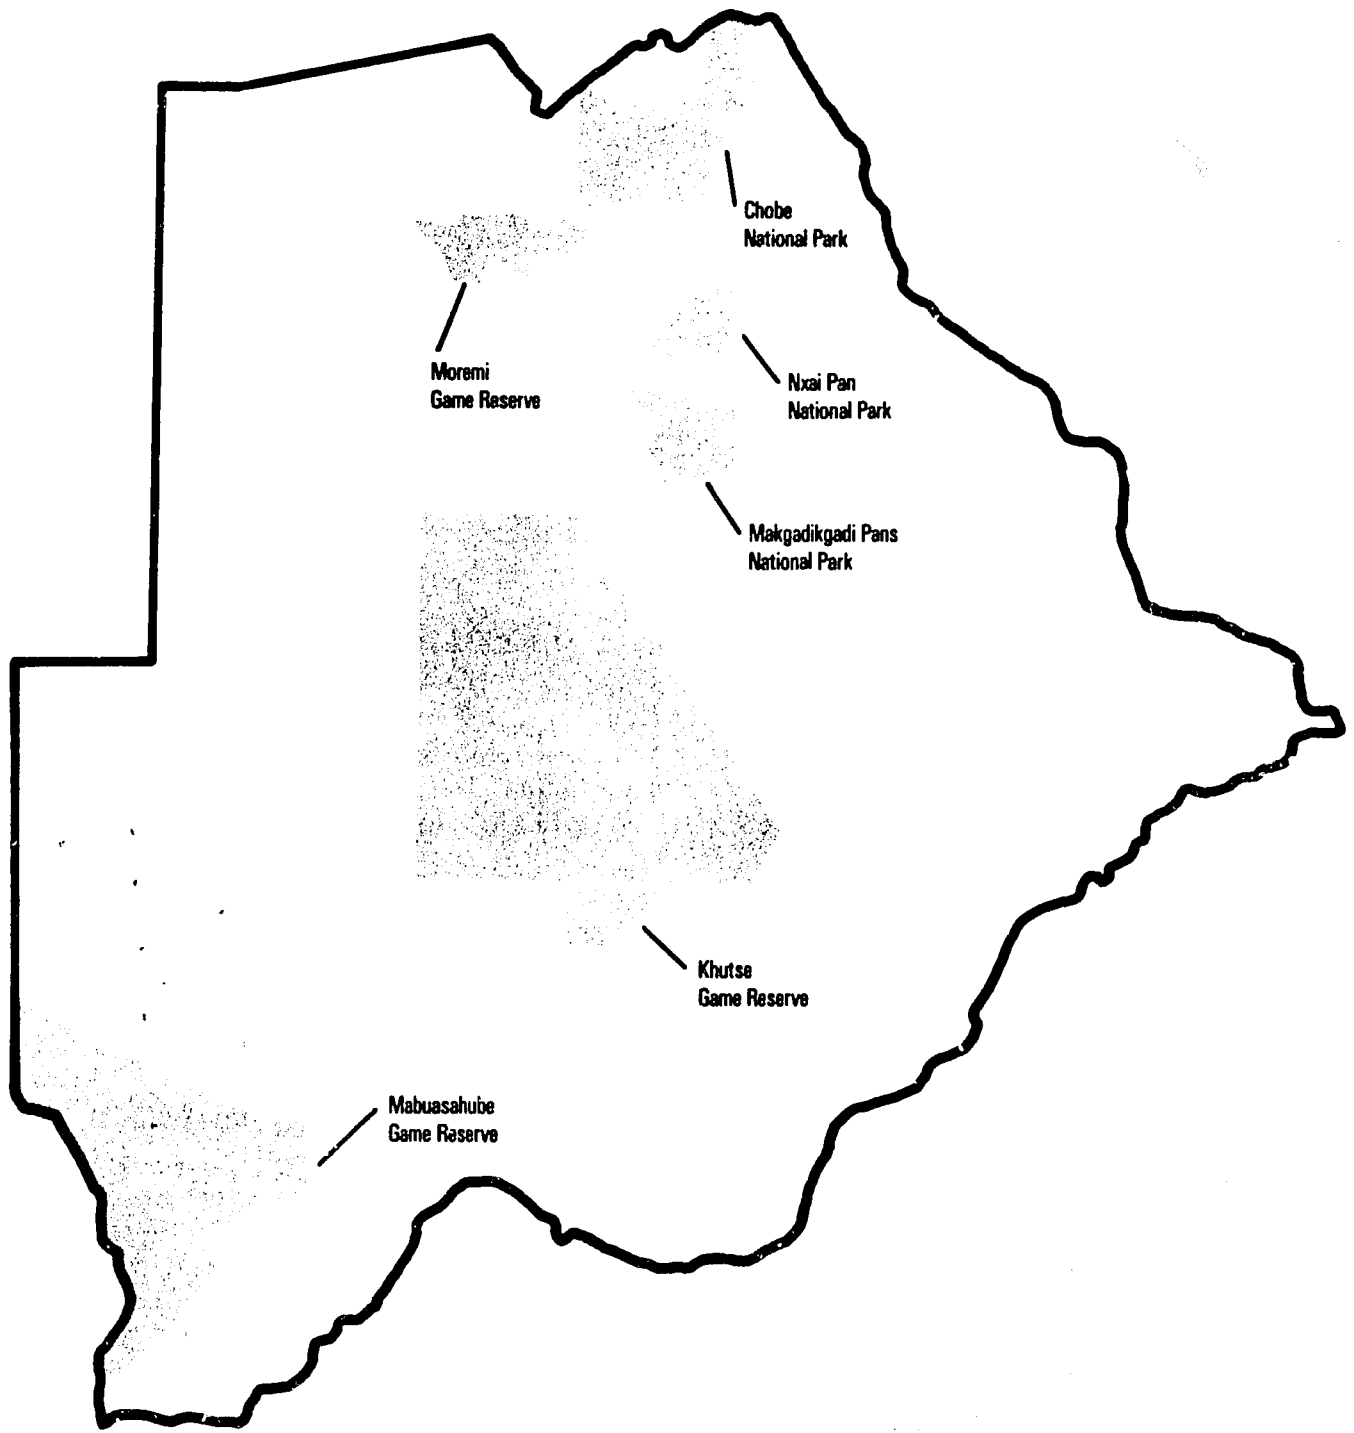 Chobe
National Park
Moremi
Game Reserve
Nxai Pan
National Park
Makgadikgadi Pans
National Park
Khutse
Game Reserve
Mabuasahube
Game Reserve